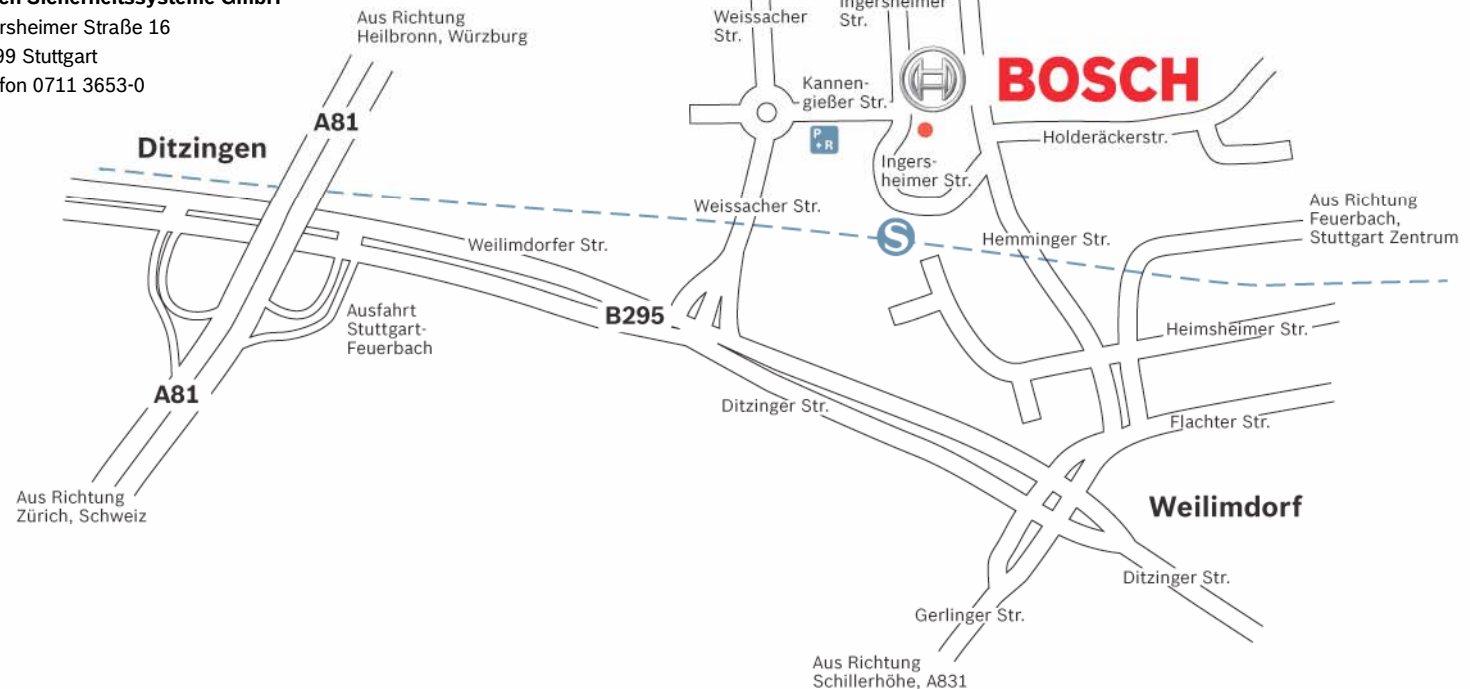 Sicherheitssysteme GmbH
rsheimer Straße 16
99 Stuttgart
fon 0711 3653-0
Aus Richtung
Heilbronn, Würzburg
Weissacher
Str.
Ingersheimer
Str.
BOSCH
Kannen-
gießer Str.
P
+R
A81
Ditzingen
Holderäckerstr.
Ingers-
heimer Str.
Weissacher Str.
Aus Richtung
Feuerbach,
Stuttgart Zentrum
S
Hemminger Str.
Weilimdorfer Str.
Ausfahrt
Stuttgart-
Feuerbach
B295
Heimsheimer Str.
A81
Ditzinger Str.
Flachter Str.
Aus Richtung
Zürich, Schweiz
Weilimdorf
Ditzinger Str.
Gerlinger Str.
Aus Richtung
Schillerhöhe, A831